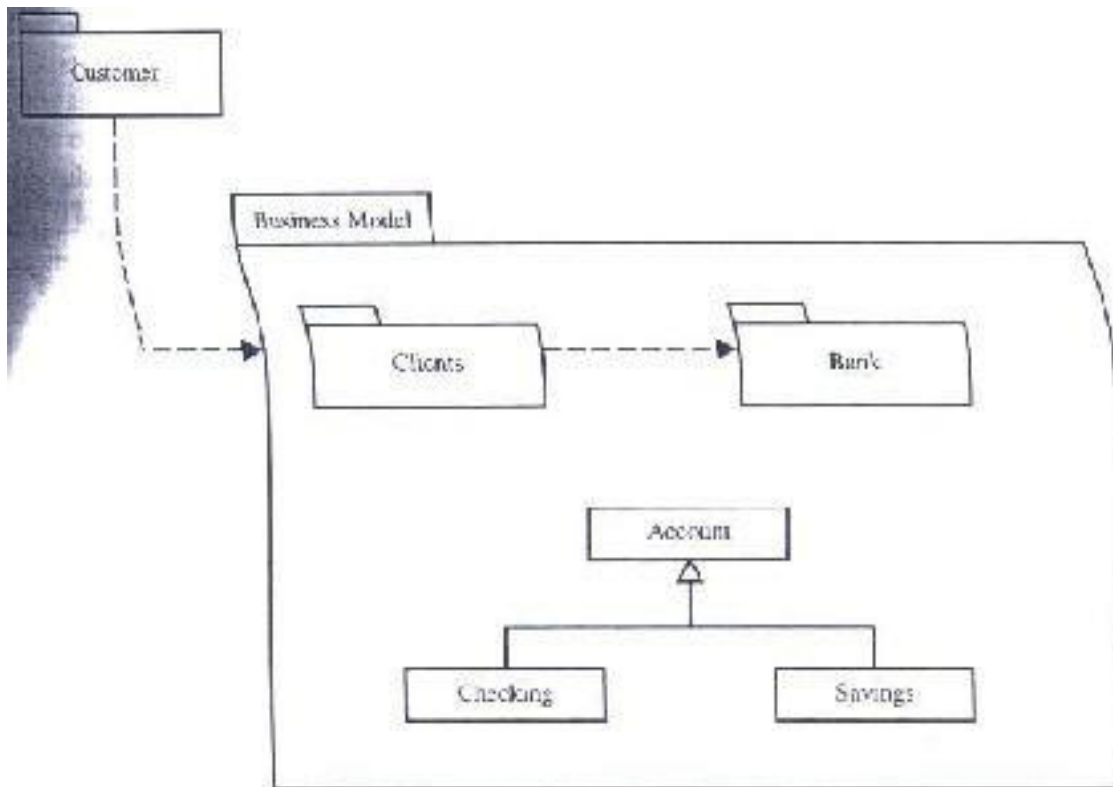 Customer
Business Model
Clients
Bank
Account
Checking
Savings